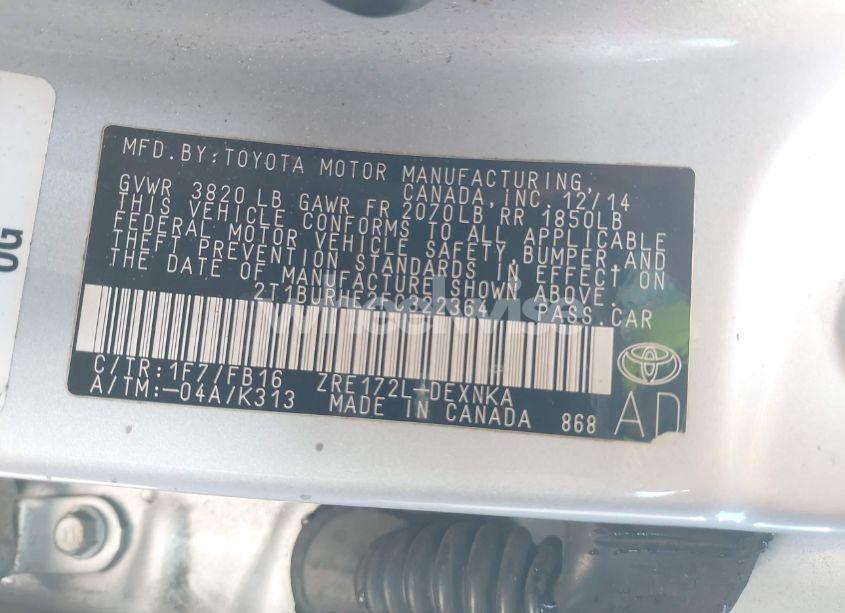 MFD.BY:TOYOTA MOTOR MANUFACTURING,
CANADA, INC. 12/14
GVWR 3820 LB GAWR FR 2070LB RR 1850LB
THIS VEHICLE CONFORMS TO ALL APPLICABLE
FEDERAL MOTOR VEHICLE SAFETY, BUMPER, AND
THEFT PREVENTION STANDARDS IN EFFECT ON
THE DATE OF MANUFACTURE SHOWN ABOVE.
PASS.CAR
C/TR:1F7/FB16 ZRE172L-DEXNKA
A/TM:-04A/K313 MADE IN CANADA 868
AD